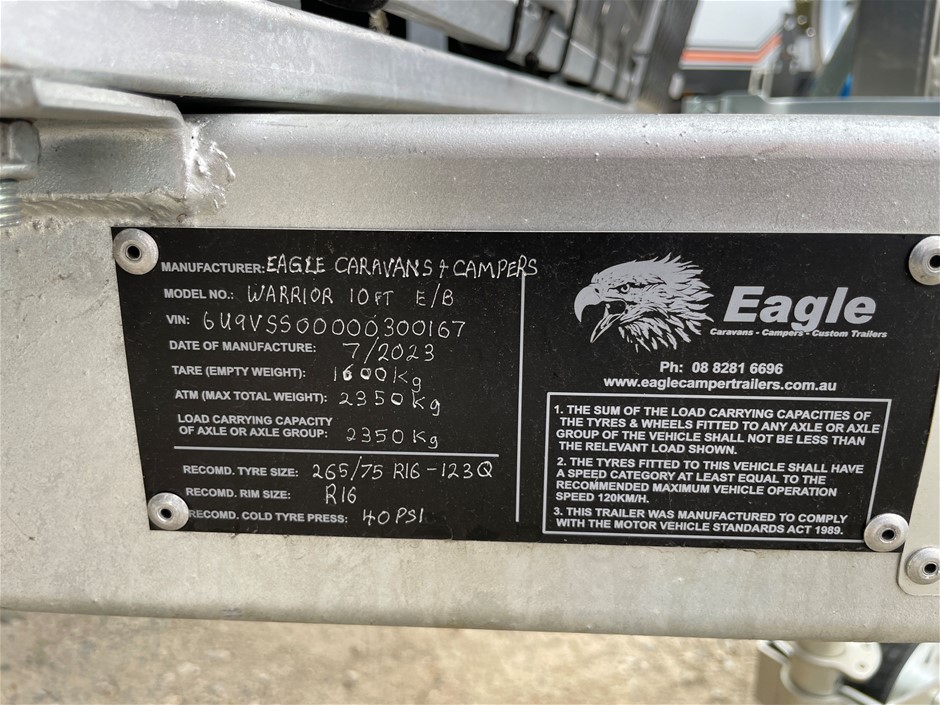 MANUFACTURER: EAGLE CARAVANS + CAMPERS
MODEL NO.: WARRIOR 10FT E/B
VIN: 6U9VSS00000300167
DATE OF MANUFACTURE: 7/2023
TARE (EMPTY WEIGHT): 1600Kg
ATM (MAX TOTAL WEIGHT): 2350Kg
LOAD CARRYING CAPACITY
OF AXLE OR AXLE GROUP: 2350Kg
RECOMD. TYRE SIZE: 265/75 R16 - 123Q
RECOMD. RIM SIZE: R16
RECOMD. COLD TYRE PRESS: 40PSI
Eagle
Caravans - Campers - Custom Trailers
Ph: 08 8281 6696
www.eaglecampertrailers.com.au
1. THE SUM OF THE LOAD CARRYING CAPACITIES OF
THE TYRES & WHEELS FITTED TO ANY AXLE OR AXLE
GROUP OF THE VEHICLE SHALL NOT BE LESS THAN
THE RELEVANT LOAD SHOWN.
2. THE TYRES FITTED TO THIS VEHICLE SHALL HAVE
A SPEED CATEGORY AT LEAST EQUAL TO THE
RECOMMENDED MAXIMUM VEHICLE OPERATION
SPEED 120KM/H.
3. THIS TRAILER WAS MANUFACTURED TO COMPLY
WITH THE MOTOR VEHICLE STANDARDS ACT 1989.